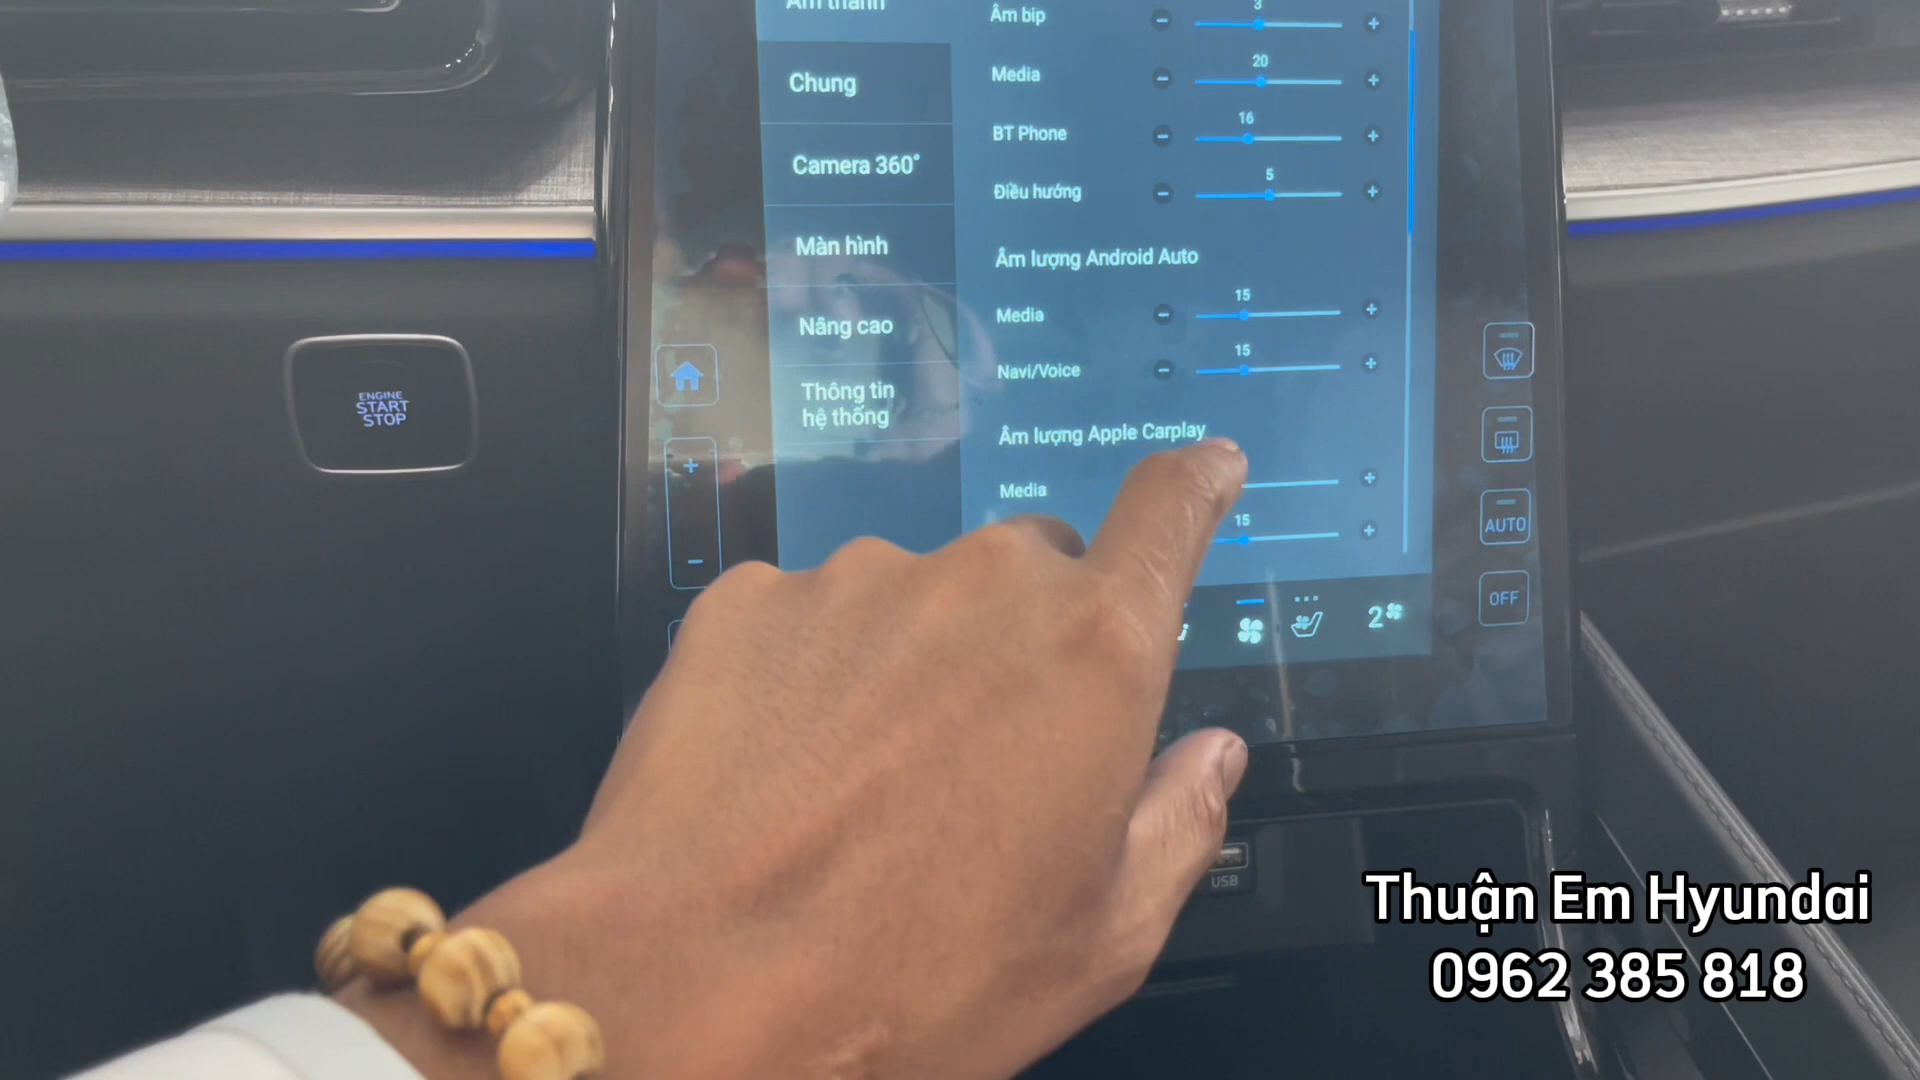 Âm thanh
Chung
Camera 360°
Màn hình
Nâng cao
Thông tin
hệ thống
Âm bip
3
Media
20
BT Phone
16
Điều hướng
5
Âm lượng Android Auto
Media
15
Navi/Voice
15
Âm lượng Apple Carplay
Media
15
2
ENGINE
START
STOP
AUTO
OFF
USB
Thuận Em Hyundai
0962 385 818